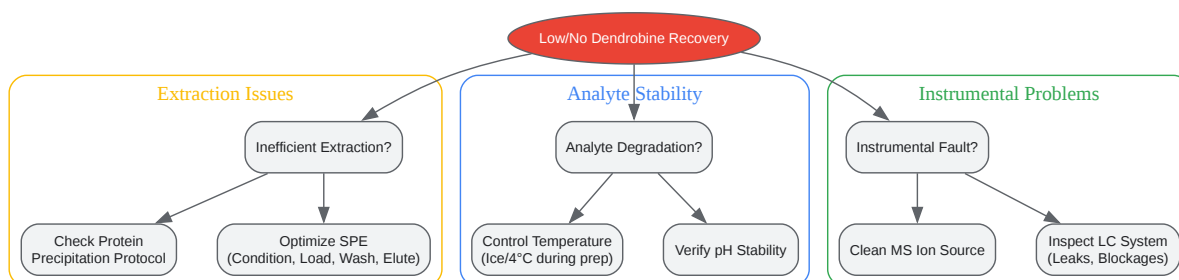 Low/No Dendrobine Recovery
Extraction Issues
Analyte Stability
Instrumental Problems
Inefficient Extraction?
Analyte Degradation?
Instrumental Fault?
Check Protein
Precipitation Protocol
Optimize SPE
(Condition, Load, Wash, Elute)
Control Temperature
(Ice/4°C during prep)
Verify pH Stability
Clean MS Ion Source
Inspect LC System
(Leaks, Blockages)